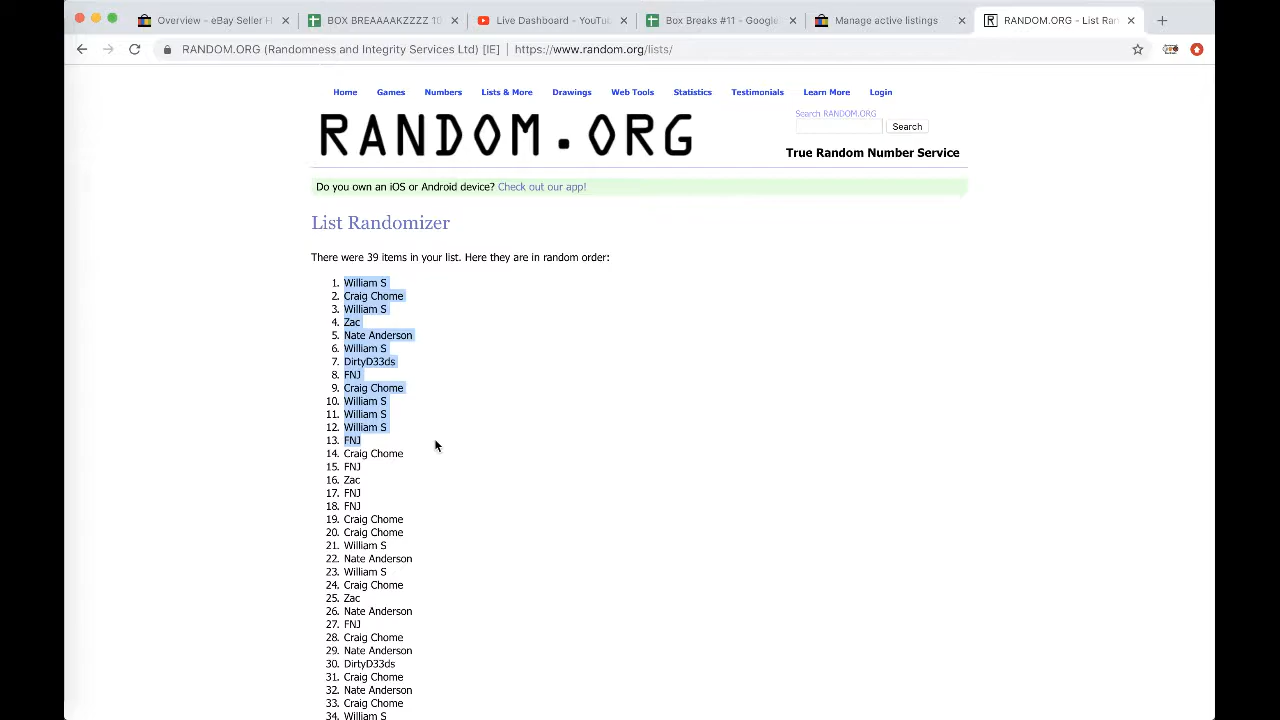 Overview - eBay Seller H
BOX BREAAAAKZZZZ 10
Live Dashboard - YouTu
Box Breaks #11 - Google
Manage active listings
RANDOM.ORG - List Ran
RANDOM.ORG (Randomness and Integrity Services Ltd) [IE] | https://www.random.org/lists/
Home Games Numbers Lists & More Drawings Web Tools Statistics Testimonials Learn More Login
RANDOM.ORG
Search RANDOM.ORG
Search
True Random Number Service
Do you own an iOS or Android device? Check out our app!
List Randomizer
There were 39 items in your list. Here they are in random order:
1. William S
2. Craig Chome
3. William S
4. Zac
5. Nate Anderson
6. William S
7. DirtyD33ds
8. FNJ
9. Craig Chome
10. William S
11. William S
12. William S
13. FNJ
14. Craig Chome
15. FNJ
16. Zac
17. FNJ
18. FNJ
19. Craig Chome
20. Craig Chome
21. William S
22. Nate Anderson
23. William S
24. Craig Chome
25. Zac
26. Nate Anderson
27. FNJ
28. Craig Chome
29. Nate Anderson
30. DirtyD33ds
31. Craig Chome
32. Nate Anderson
33. Craig Chome
34. William S